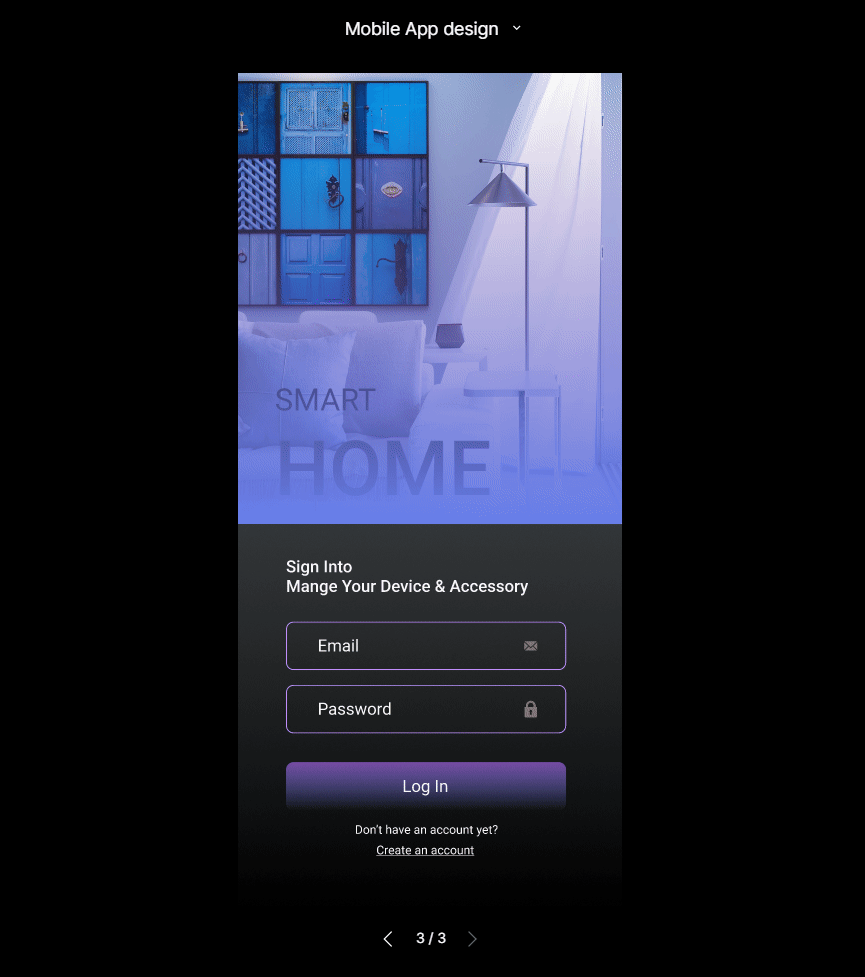 Mobile App design
SMART
HOME
Sign Into
Mange Your Device & Accessory
Email
Password
Log In
Don't have an account yet?
Create an account
3 / 3